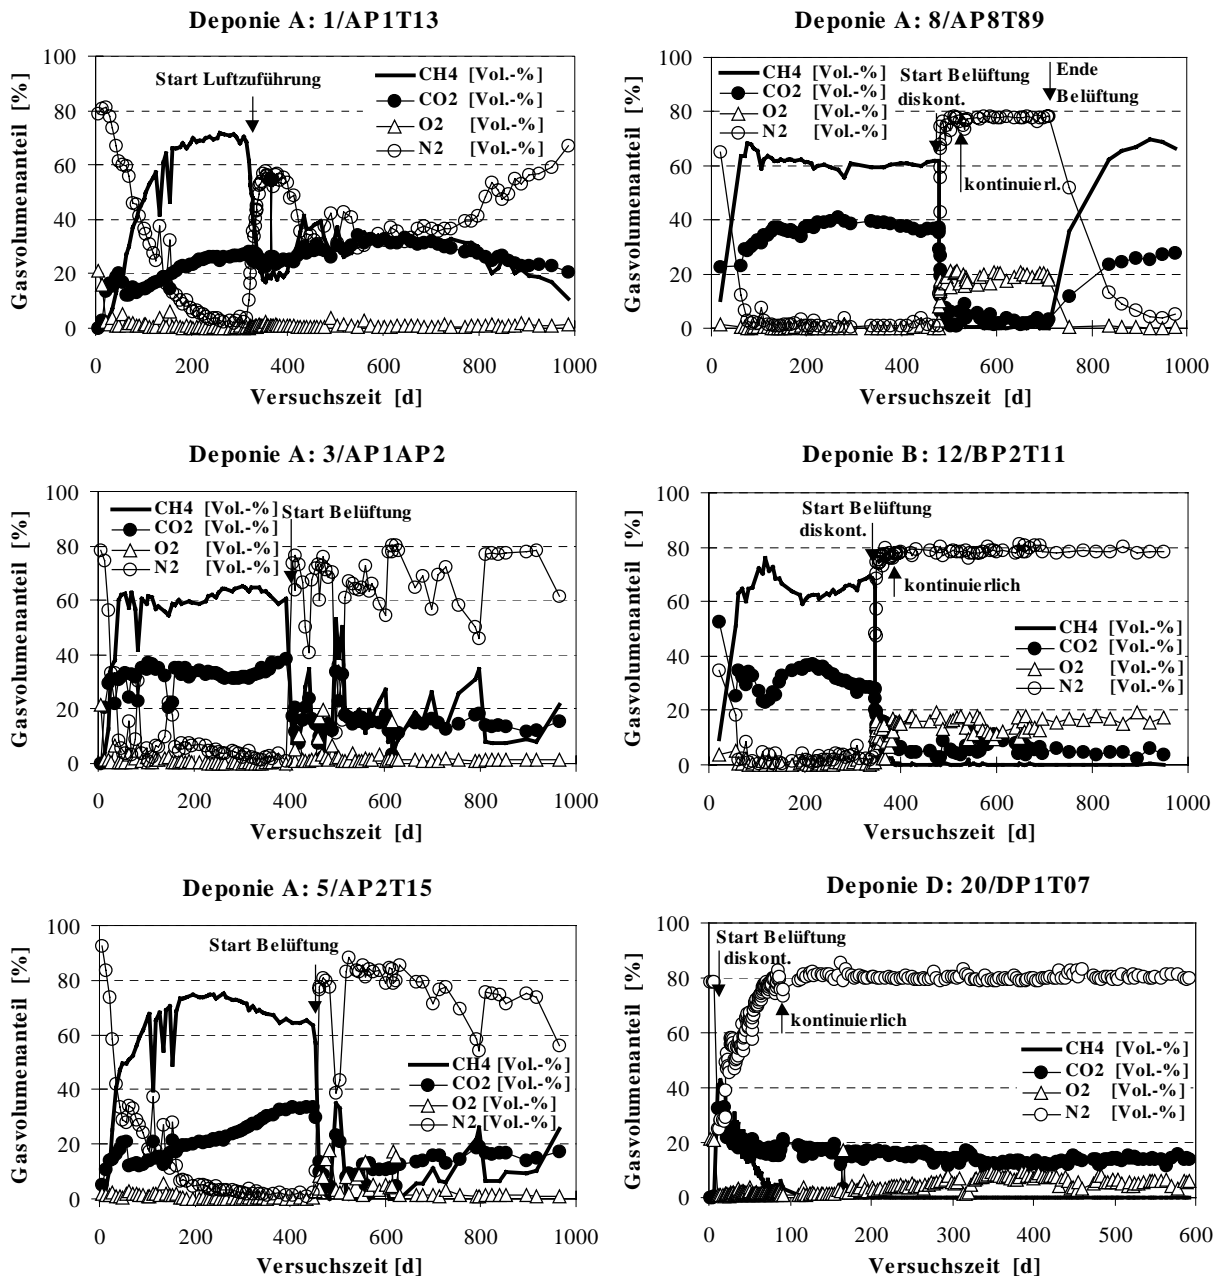 Deponie A: 1/AP1T13
Gasvolumenanteil [%]
100
80
60
40
20
0
Start Luftzuführung
CH4 [Vol.-%]
CO2 [Vol.-%]
O2 [Vol.-%]
N2 [Vol.-%]
0 200 400 600 800 1000
Versuchszeit [d]
Deponie A: 8/AP8T89
Gasvolumenanteil [%]
100
80
60
40
20
0
CH4 [Vol.-%]
CO2 [Vol.-%]
O2 [Vol.-%]
N2 [Vol.-%]
Start Belüftung
diskont.
Ende
Belüftung
kontinuierl.
0 200 400 600 800 1000
Versuchszeit [d]
Deponie A: 3/AP1AP2
Gasvolumenanteil [%]
100
80
60
40
20
0
CH4 [Vol.-%]
CO2 [Vol.-%]
O2 [Vol.-%]
N2 [Vol.-%]
Start Belüftung
0 200 400 600 800 1000
Versuchszeit [d]
Deponie B: 12/BP2T11
Gasvolumenanteil [%]
100
80
60
40
20
0
Start Belüftung
diskont.
kontinuierlich
CH4 [Vol.-%]
CO2 [Vol.-%]
O2 [Vol.-%]
N2 [Vol.-%]
0 200 400 600 800 1000
Versuchszeit [d]
Deponie A: 5/AP2T15
Gasvolumenanteil [%]
100
80
60
40
20
0
Start Belüftung
CH4 [Vol.-%]
CO2 [Vol.-%]
O2 [Vol.-%]
N2 [Vol.-%]
0 200 400 600 800 1000
Versuchszeit [d]
Deponie D: 20/DP1T07
Gasvolumenanteil [%]
100
80
60
40
20
0
Start Belüftung
diskont.
kontinuierlich
CH4 [Vol.-%]
CO2 [Vol.-%]
O2 [Vol.-%]
N2 [Vol.-%]
0 100 200 300 400 500 600
Versuchszeit [d]